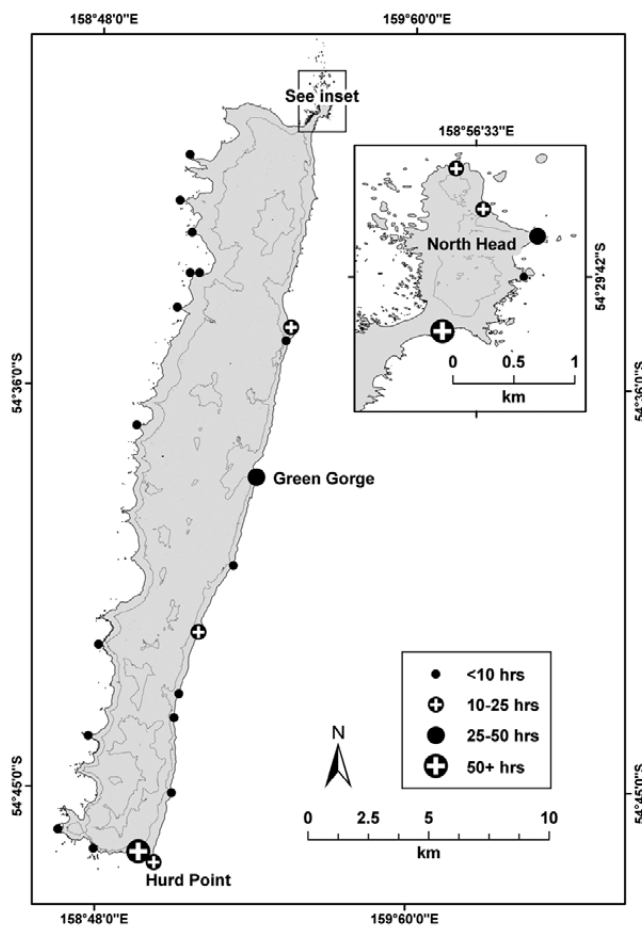 158°48'0"E
159°60'0"E
See inset
158°56'33"E
North Head
54°29'42"S
0 0.5 1
km
54°36'0"S
54°36'0"S
Green Gorge
<10 hrs
10-25 hrs
25-50 hrs
50+ hrs
N
54°45'0"S
54°45'0"S
0 2.5 5 10
km
Hurd Point
158°48'0"E
159°60'0"E